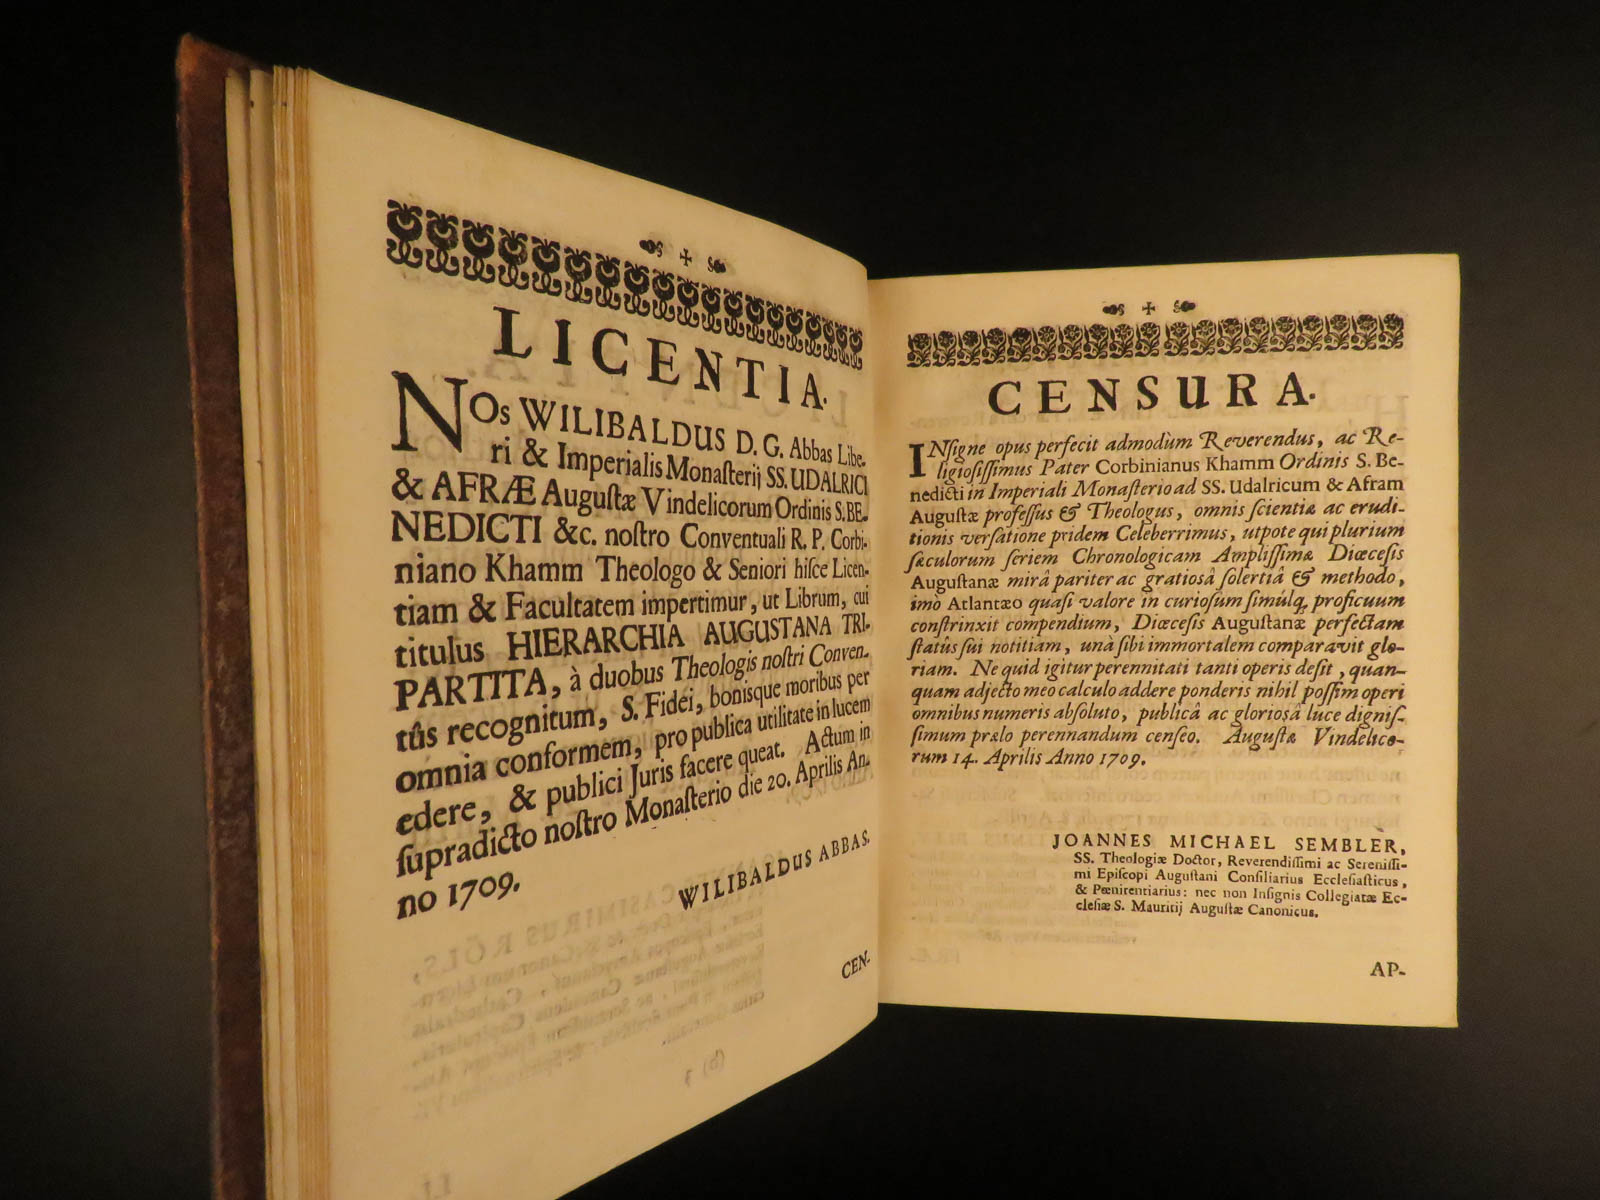 LICENTIA.
NOs WILIBALDUS D. G. Abbas Libe-
ri & Imperialis Monaſterij SS. UDALRICI
& AFRÆ Auguſtæ Vindelicorum Ordinis S. BE-
NEDICTI &c. noſtro Conventuali R. P. Corbi-
niano Khamm Theologo & Seniori hiſce Licen-
tiam & Facultatem impertimur, ut Librum, cui
titulus HIERARCHIA AUGUSTANA TRI-
PARTITA, à duobus Theologis noſtri Conven-
tûs recognitum, S. Fidei, bonisque moribus per
omnia conformem, pro publica utilitate in lucem
edere, & publici Juris facere queat. Actum in
ſupradicto noſtro Monaſterio die 20. Aprilis An-
no 1709.
WILIBALDUS ABBAS.
CEN-
CENSURA.
INſigne opus perfecit admodùm Reverendus, ac Re-
ligioſiſſimus Pater Corbinianus Khamm Ordinis S. Be-
nedicti in Imperiali Monaſterio ad SS. Udalricum & Afram
Auguſtæ profeſſus & Theologus, omnis ſcientiæ ac erudi-
tionis verſatione pridem Celeberrimus, utpote qui plurium
ſæculorum ſeriem Chronologicam Ampliſſimæ Diœceſis
Auguſtanæ mirâ pariter ac gratioſâ ſolertiâ & methodo,
imò Atlantæo quaſi valore in curioſum ſimúlq; proficuum
conſtrinxit compendium, Diœceſis Auguſtanæ perfectam
ſtatûs ſui notitiam, unà ſibi immortalem comparavit glo-
riam. Ne quid igitur perennitati tanti operis deſit, quan-
quam adjecto meo calculo addere ponderis nihil poſſim operi
omnibus numeris abſoluto, publicâ ac glorioſâ luce digniſ-
ſimum prælo perennandum cenſeo. Auguſtæ Vindelico-
rum 14. Aprilis Anno 1709.
JOANNES MICHAEL SEMBLER,
SS. Theologiæ Doctor, Reverendiſſimi ac Sereniſſi-
mi Epiſcopi Auguſtani Conſiliarius Eccleſiaſticus,
& Pœnitentiarius: nec non Inſignis Collegiatæ Ec-
cleſiæ S. Mauritij Auguſtæ Canonicus.
AP-